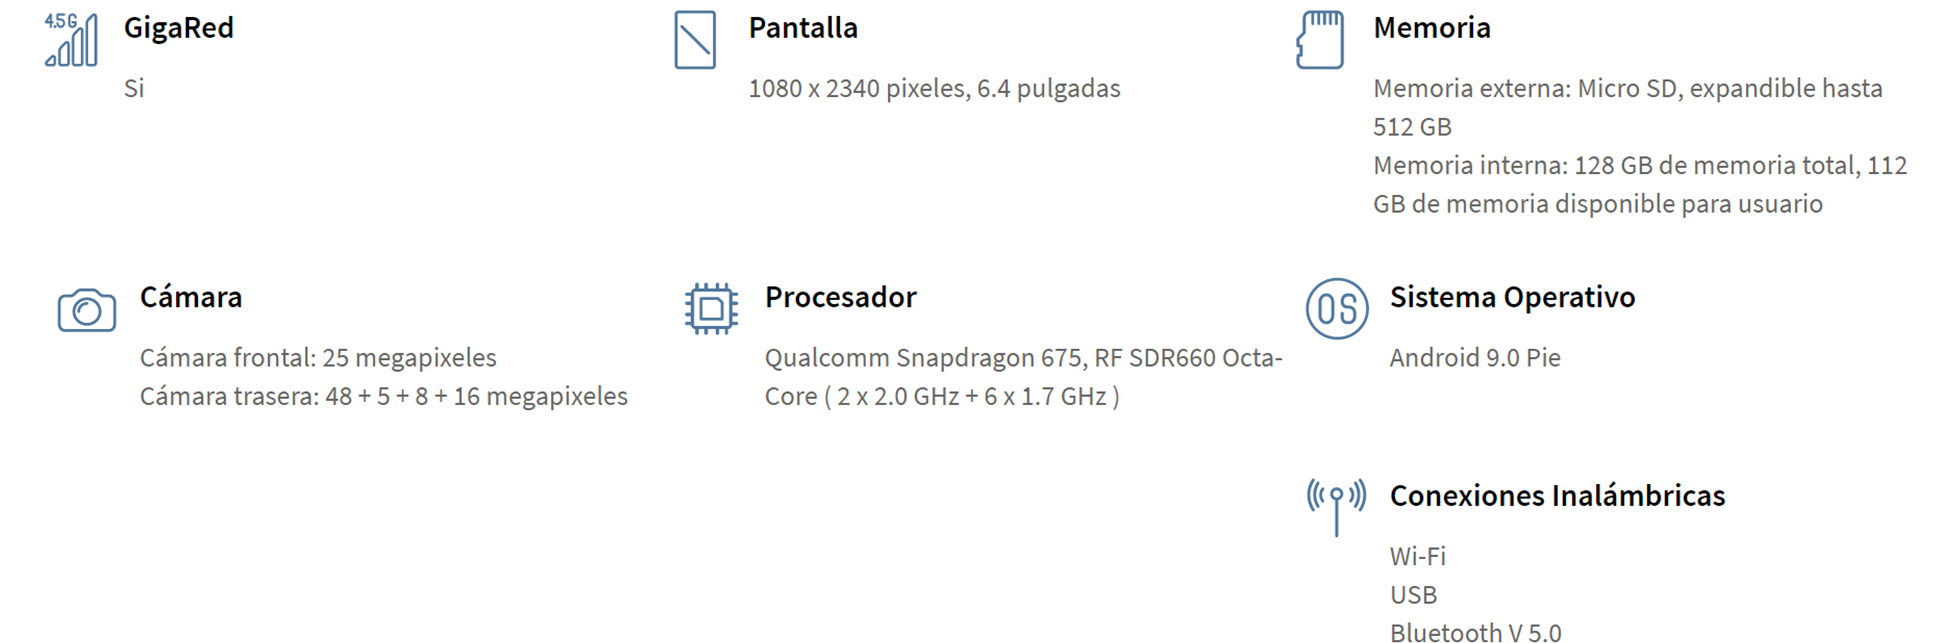 4.5G
GigaRed
Si
Pantalla
1080 x 2340 pixeles, 6.4 pulgadas
Memoria
Memoria externa: Micro SD, expandible hasta
512 GB
Memoria interna: 128 GB de memoria total, 112
GB de memoria disponible para usuario
Cámara
Cámara frontal: 25 megapixeles
Cámara trasera: 48 + 5 + 8 + 16 megapixeles
Procesador
Qualcomm Snapdragon 675, RF SDR660 Octa-
Core ( 2 x 2.0 GHz + 6 x 1.7 GHz )
OS
Sistema Operativo
Android 9.0 Pie
Conexiones Inalámbricas
Wi-Fi
USB
Bluetooth V 5.0